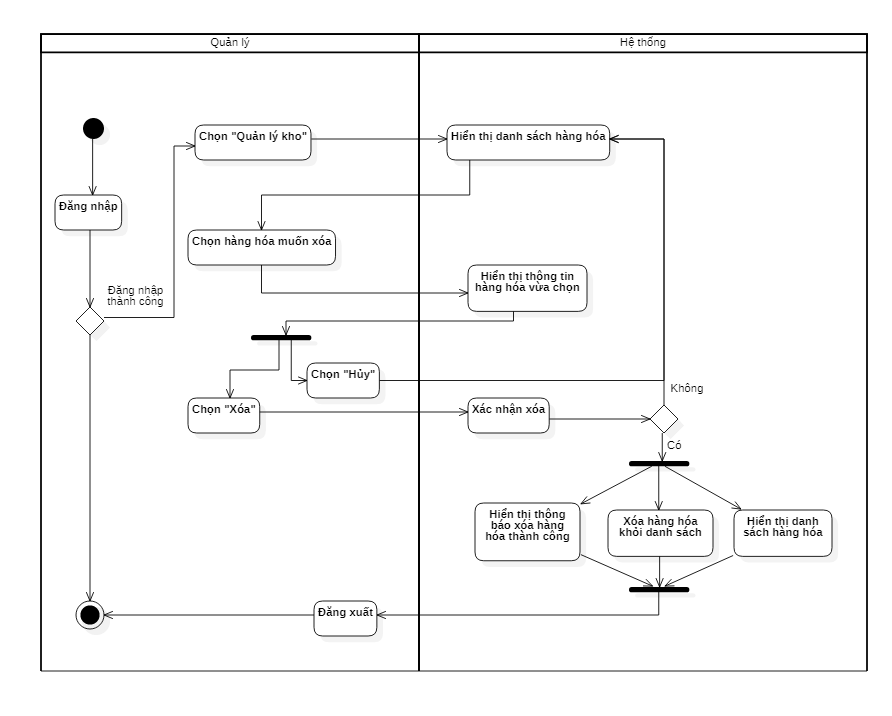 Quản lý
Hệ thống
Chọn "Quản lý kho"
Hiển thị danh sách hàng hóa
Đăng nhập
Chọn hàng hóa muốn xóa
Hiển thị thông tin
hàng hóa vừa chọn
Đăng nhập
thành công
Chọn "Hủy"
Chọn "Xóa"
Xác nhận xóa
Không
Có
Hiển thị thông
báo xóa hàng
hóa thành công
Xóa hàng hóa
khỏi danh sách
Hiển thị danh
sách hàng hóa
Đăng xuất